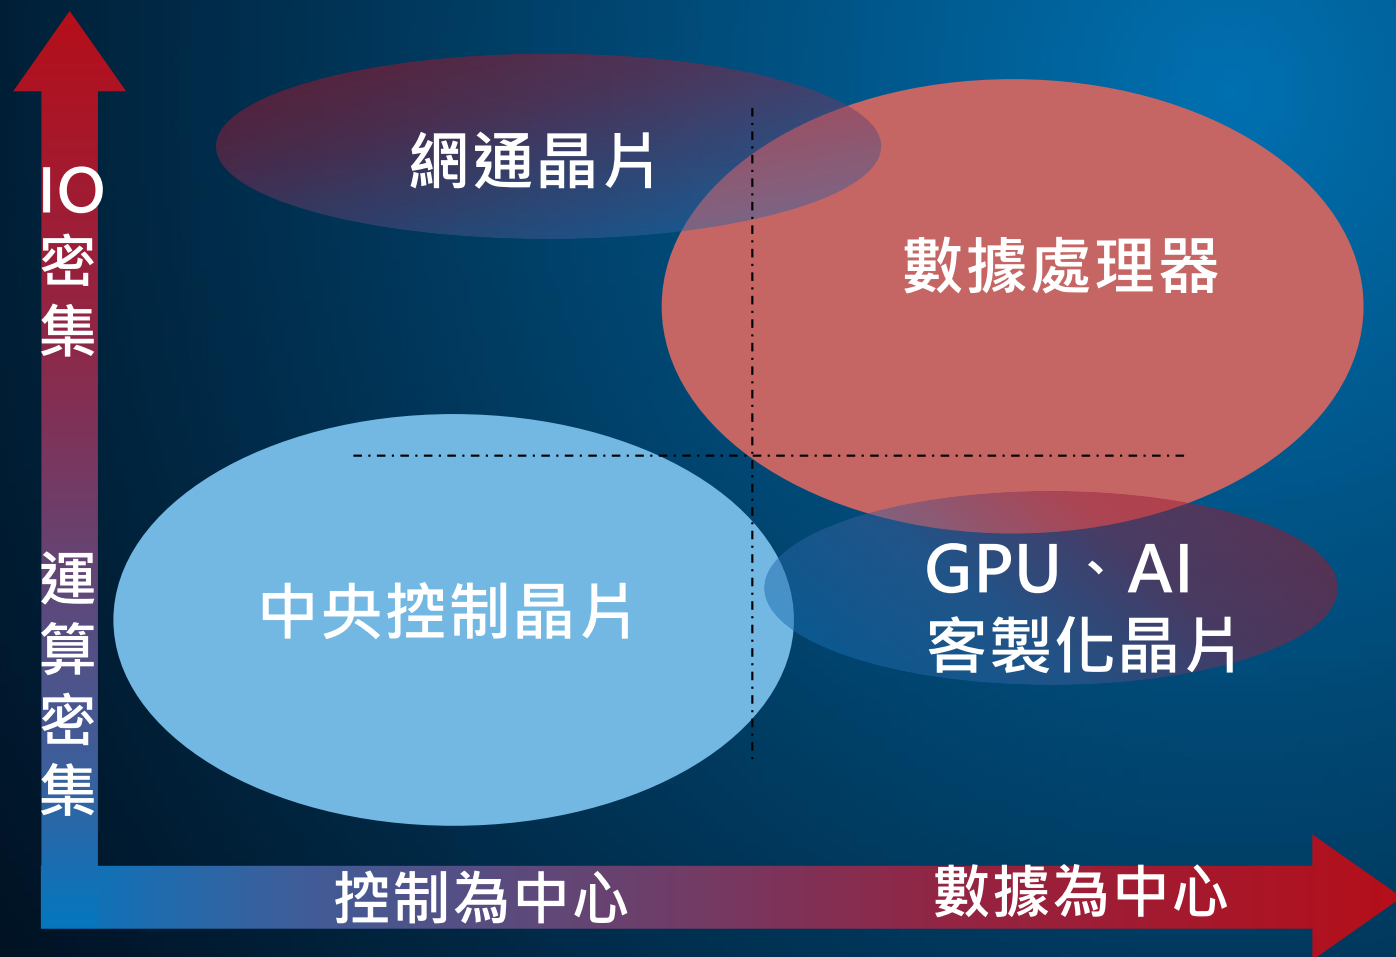 網通晶片
IO
密
集
數據處理器
運
算
密
集
中央控制晶片
GPU、AI
客製化晶片
控制為中心
數據為中心